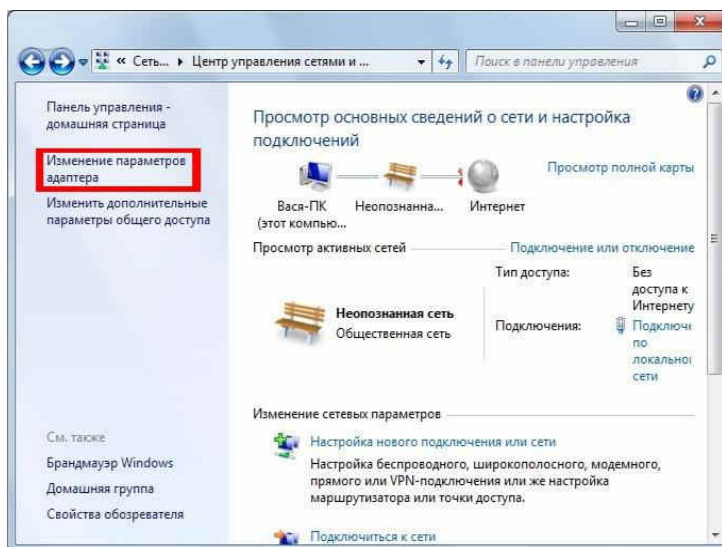 « Сеть... ▸ Центр управления сетями и ...
Поиск в панели управления
Панель управления -
домашняя страница
Изменение параметров
адаптера
Изменить дополнительные
параметры общего доступа
См. также
Брандмауэр Windows
Домашняя группа
Свойства обозревателя
Просмотр основных сведений о сети и настройка
подключений
Просмотр полной карты
Вася-ПК
(этот компью...
Неопознанна...
Интернет
Просмотр активных сетей
Подключение или отключение
Неопознанная сеть
Общественная сеть
Тип доступа:
Без
доступа к
Интернету
Подключения:
Подключе
по
локально
сети
Изменение сетевых параметров
Настройка нового подключения или сети
Настройка беспроводного, широкополосного, модемного,
прямого или VPN-подключения или же настройка
маршрутизатора или точки доступа.
Подключиться к сети